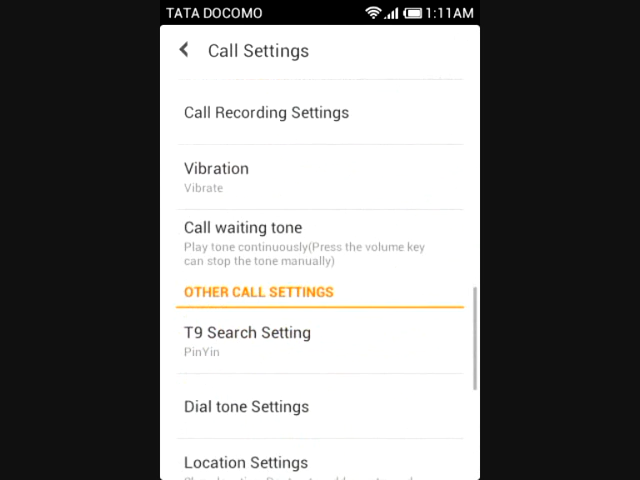 TATA DOCOMO 1:11AM
Call Settings
Call Recording Settings
Vibration
Vibrate
Call waiting tone
Play tone continuously(Press the volume key
can stop the tone manually)
OTHER CALL SETTINGS
T9 Search Setting
PinYin
Dial tone Settings
Location Settings